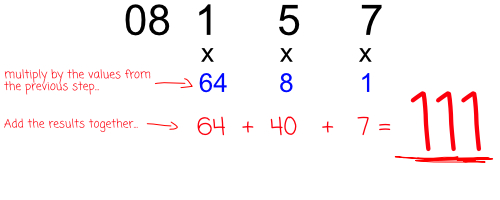 08 1 5 7
x x x
multiply by the values from
the previous step...
64 8 1
Add the results together...
64 + 40 + 7 = 111